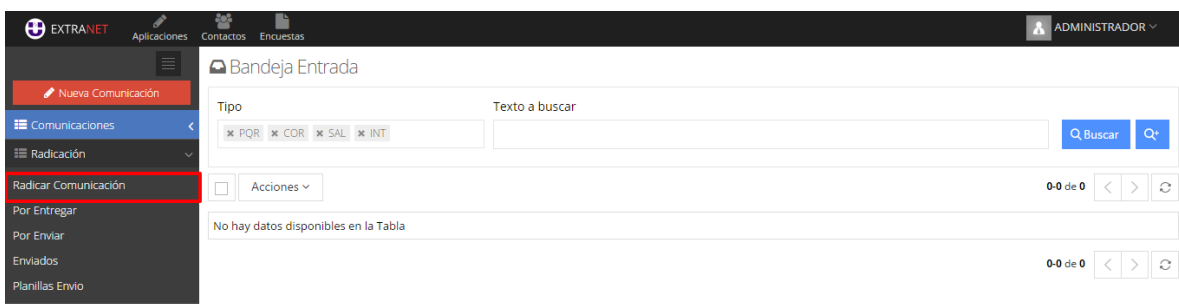 EXTRANET
Aplicaciones
Contactos
Encuestas
ADMINISTRADOR
Nueva Comunicación
Comunicaciones
Radicación
Radicar Comunicación
Por Entregar
Por Enviar
Enviados
Planillas Envio
Bandeja Entrada
Tipo
Texto a buscar
PQR COR SAL INT
Buscar
Acciones
0-0 de 0
No hay datos disponibles en la Tabla
0-0 de 0